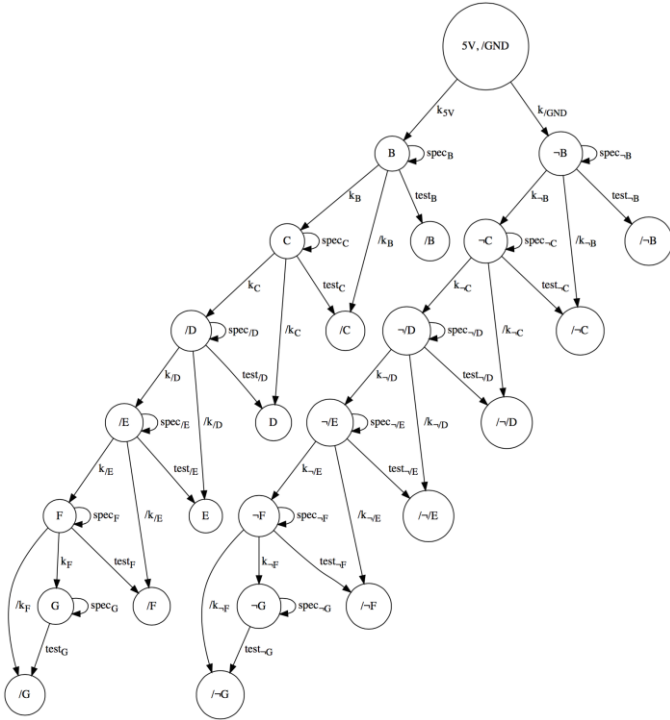 5V, /GND
k5V
k/GND
B
specB
¬B
spec¬B
kB
/kB
testB
k¬B
/k¬B
test¬B
C
specC
/B
¬C
spec¬C
/¬B
kC
/kC
testC
k¬C
/k¬C
test¬C
/D
spec/D
/C
¬/D
spec¬/D
/¬C
k/D
/k/D
test/D
k¬/D
/k¬/D
test¬/D
/E
spec/E
D
¬/E
spec¬/E
/¬/D
k/E
/k/E
test/E
k¬/E
/k¬/E
test¬/E
F
specF
E
¬F
spec¬F
/¬/E
/kF
kF
testF
/k¬F
k¬F
test¬F
G
specG
/F
¬G
spec¬G
/¬F
testG
test¬G
/G
/¬G